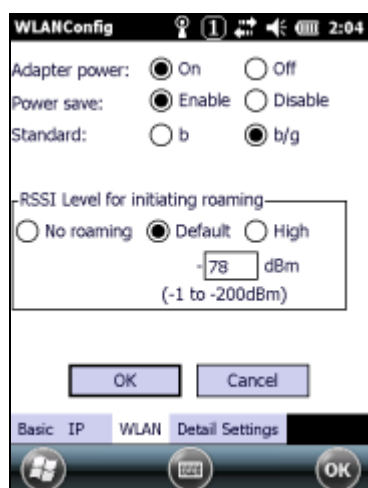 WLANConfig 1 2:04
Adapter power: On Off
Power save: Enable Disable
Standard: b b/g
RSSI Level for initiating roaming
No roaming Default High
-78 dBm
(-1 to -200dBm)
OK Cancel
Basic IP WLAN Detail Settings
OK